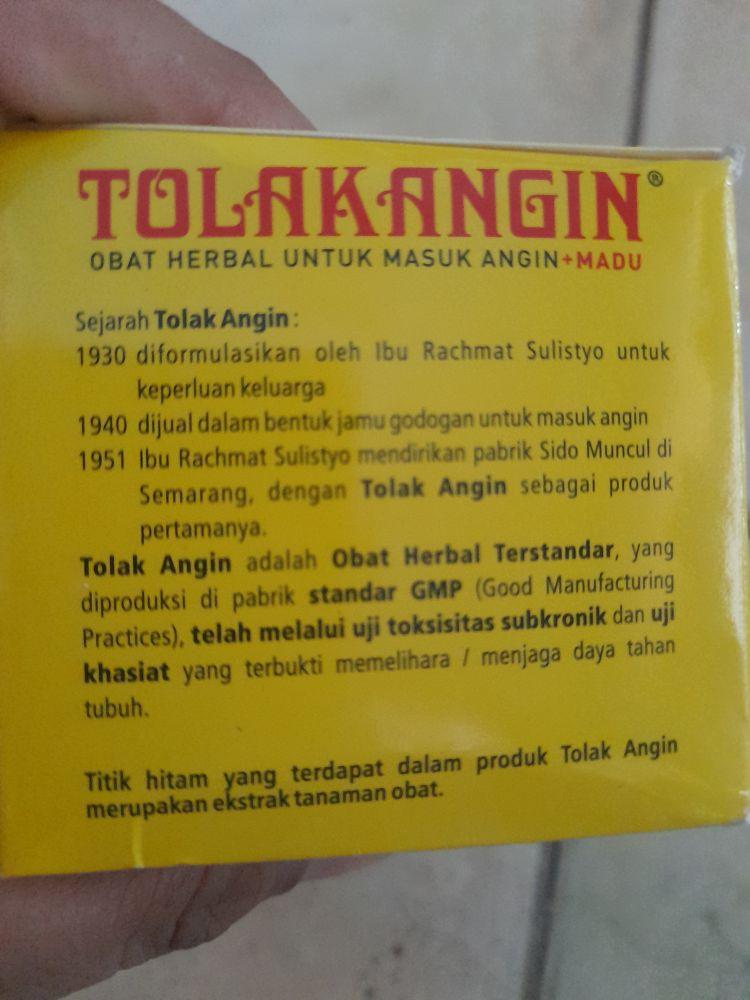 TOLAKANGIN®
OBAT HERBAL UNTUK MASUK ANGIN+MADU
Sejarah Tolak Angin :
1930 diformulasikan oleh Ibu Rachmat Sulistyo untuk
keperluan keluarga
1940 dijual dalam bentuk jamu godogan untuk masuk angin
1951 Ibu Rachmat Sulistyo mendirikan pabrik Sido Muncul di
Semarang, dengan Tolak Angin sebagai produk
pertamanya.
Tolak Angin adalah Obat Herbal Terstandar, yang
diproduksi di pabrik standar GMP (Good Manufacturing
Practices), telah melalui uji toksisitas subkronik dan uji
khasiat yang terbukti memelihara / menjaga daya tahan
tubuh.
Titik hitam yang terdapat dalam produk Tolak Angin
merupakan ekstrak tanaman obat.